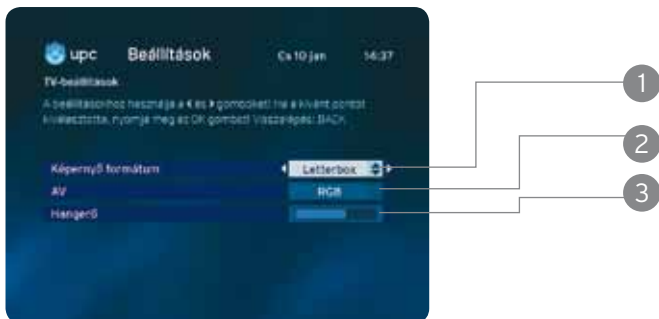 upc Beállítások Cs 10 jan 14:37
TV-beállítások
A beállításokhoz használja a és gombokat! Ha a kívánt pontot
kiválasztotta, nyomja meg az OK gombot! Visszalépés: BACK
Képernyő formátum Letterbox
AV RGB
Hangerő
1
2
3